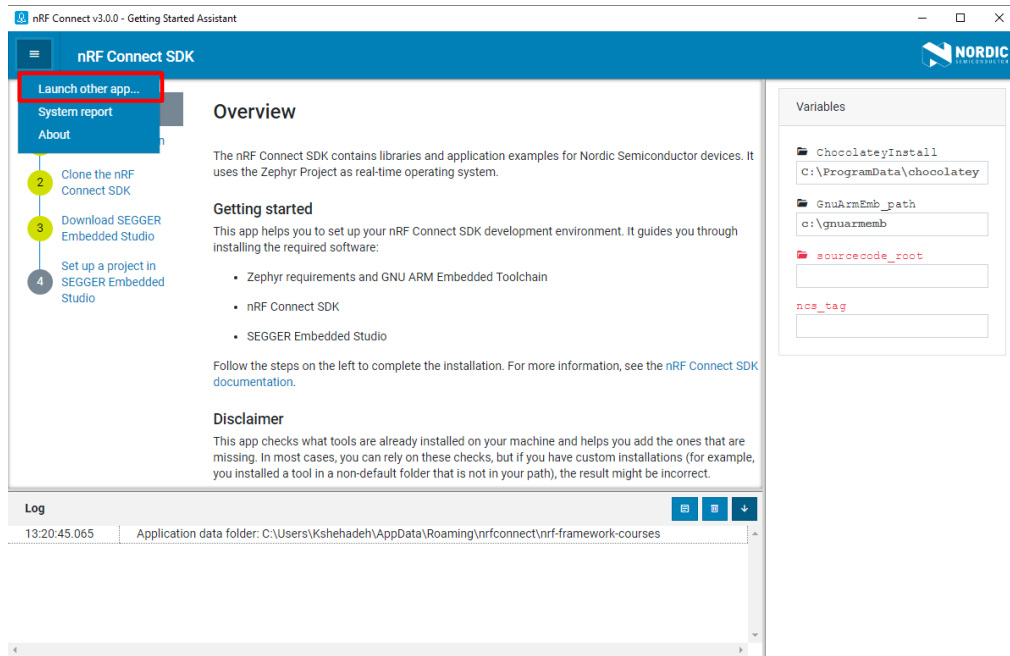 nRF Connect v3.0.0 - Getting Started Assistant
nRF Connect SDK
NORDIC
SEMICONDUCTOR
Launch other app...
System report
About
n
2
Clone the nRF
Connect SDK
3
Download SEGGER
Embedded Studio
4
Set up a project in
SEGGER Embedded
Studio
Overview
The nRF Connect SDK contains libraries and application examples for Nordic Semiconductor devices. It
uses the Zephyr Project as real-time operating system.
Getting started
This app helps you to set up your nRF Connect SDK development environment. It guides you through
installing the required software:
• Zephyr requirements and GNU ARM Embedded Toolchain
• nRF Connect SDK
• SEGGER Embedded Studio
Follow the steps on the left to complete the installation. For more information, see the nRF Connect SDK
documentation.
Disclaimer
This app checks what tools are already installed on your machine and helps you add the ones that are
missing. In most cases, you can rely on these checks, but if you have custom installations (for example,
you installed a tool in a non-default folder that is not in your path), the result might be incorrect.
Variables
ChocolateyInstall
C:\ProgramData\chocolatey
GnuArmEmb_path
c:\gnuarmemb
sourcecode_root
ncs_tag
Log
13:20:45.065 Application data folder: C:\Users\Kshehadeh\AppData\Roaming\nrfconnect\nrf-framework-courses